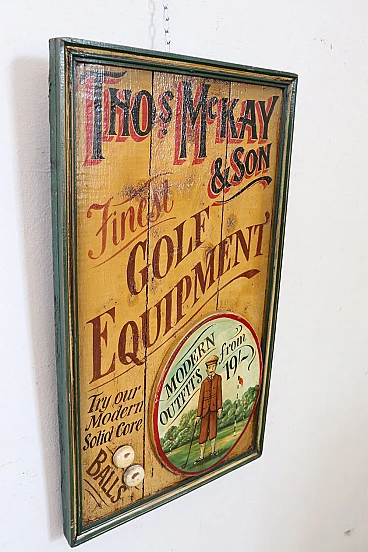 Thos McKay
& Son
Finest
Golf
Equipment
Modern
Outfits from
19/-
Try our
Modern
Solid Core
Balls